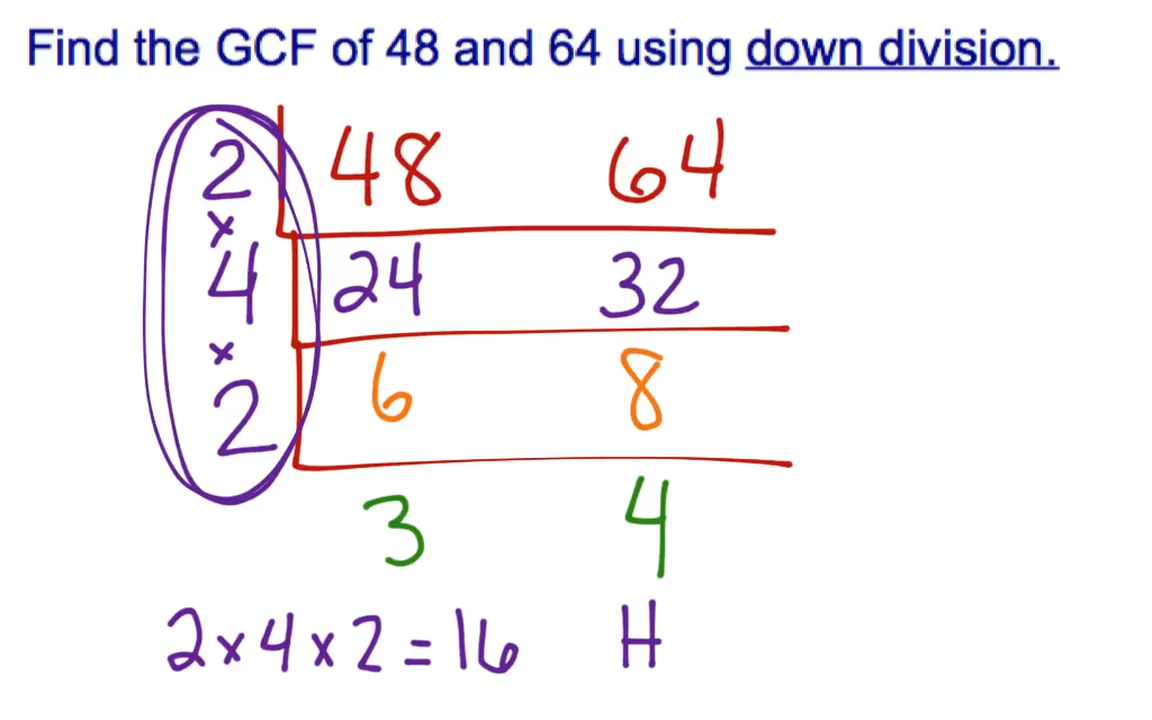 Find the GCF of 48 and 64 using down division.
2 48 64
×
4 24 32
×
2 6 8
3 4
2×4×2=16 H